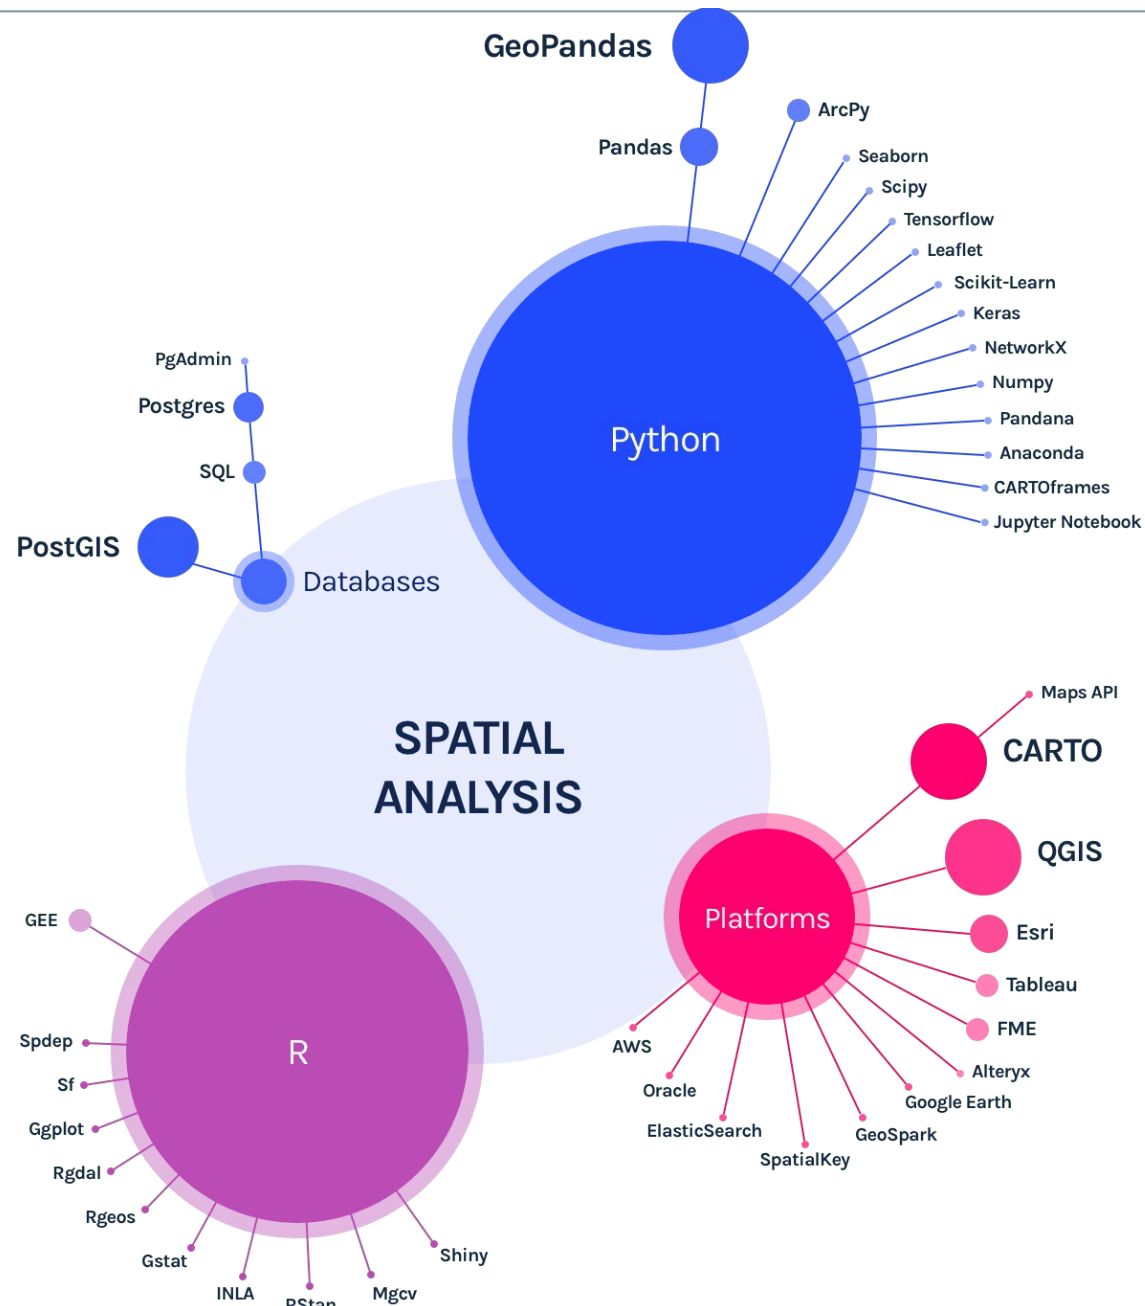 GeoPandas
ArcPy
Pandas
Seaborn
Scipy
Tensorflow
Leaflet
Scikit-Learn
Keras
NetworkX
Numpy
Pandana
Anaconda
CARTOframes
Jupyter Notebook
Python
PgAdmin
Postgres
SQL
PostGIS
Databases
SPATIAL
ANALYSIS
Maps API
CARTO
QGIS
Esri
Tableau
FME
Alteryx
Google Earth
GeoSpark
SpatialKey
ElasticSearch
Oracle
AWS
Platforms
GEE
R
Spdep
Sf
Ggplot
Rgdal
Rgeos
Gstat
INLA
RStan
Mgcv
Shiny